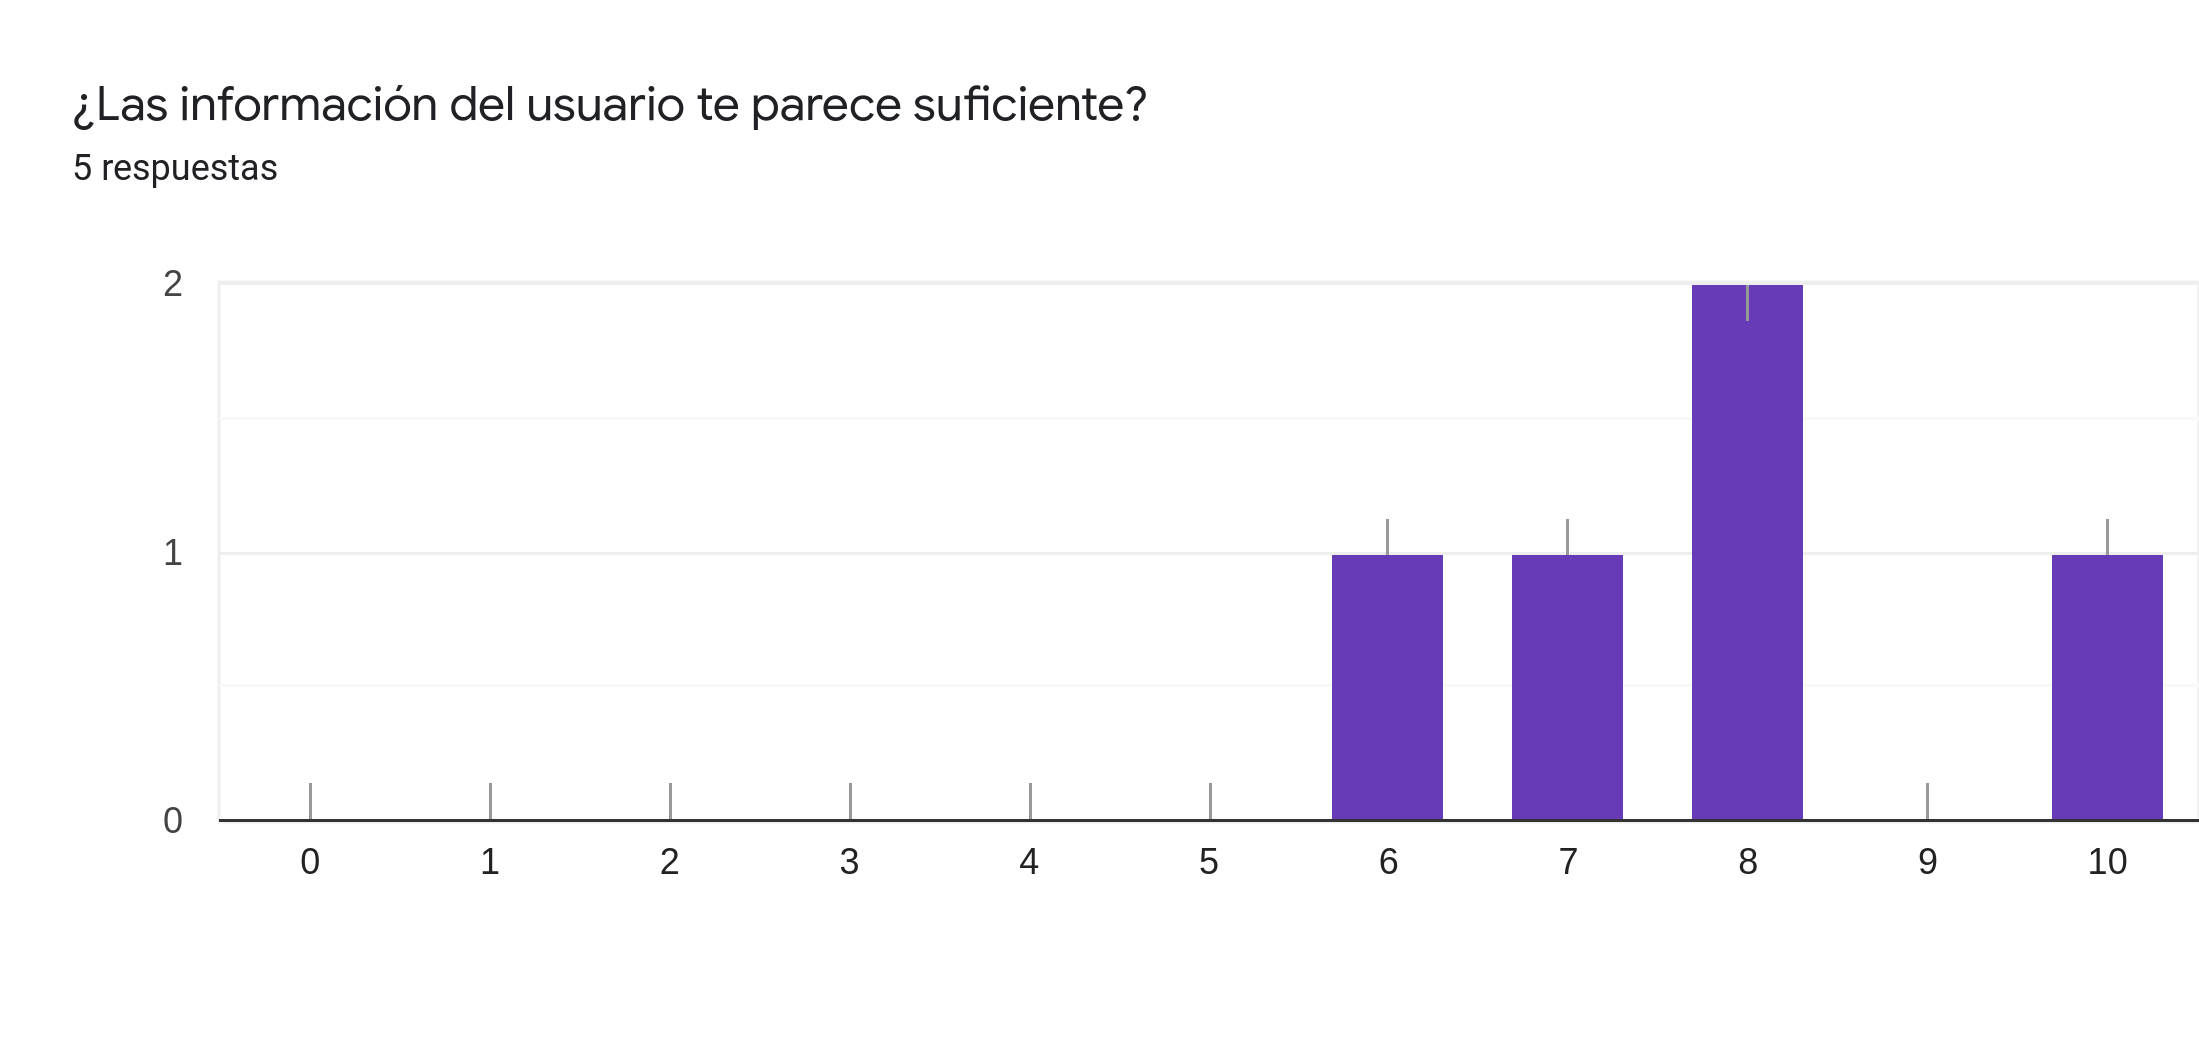 ¿Las información del usuario te parece suficiente?
5 respuestas
2
1
0
0 1 2 3 4 5 6 7 8 9 10